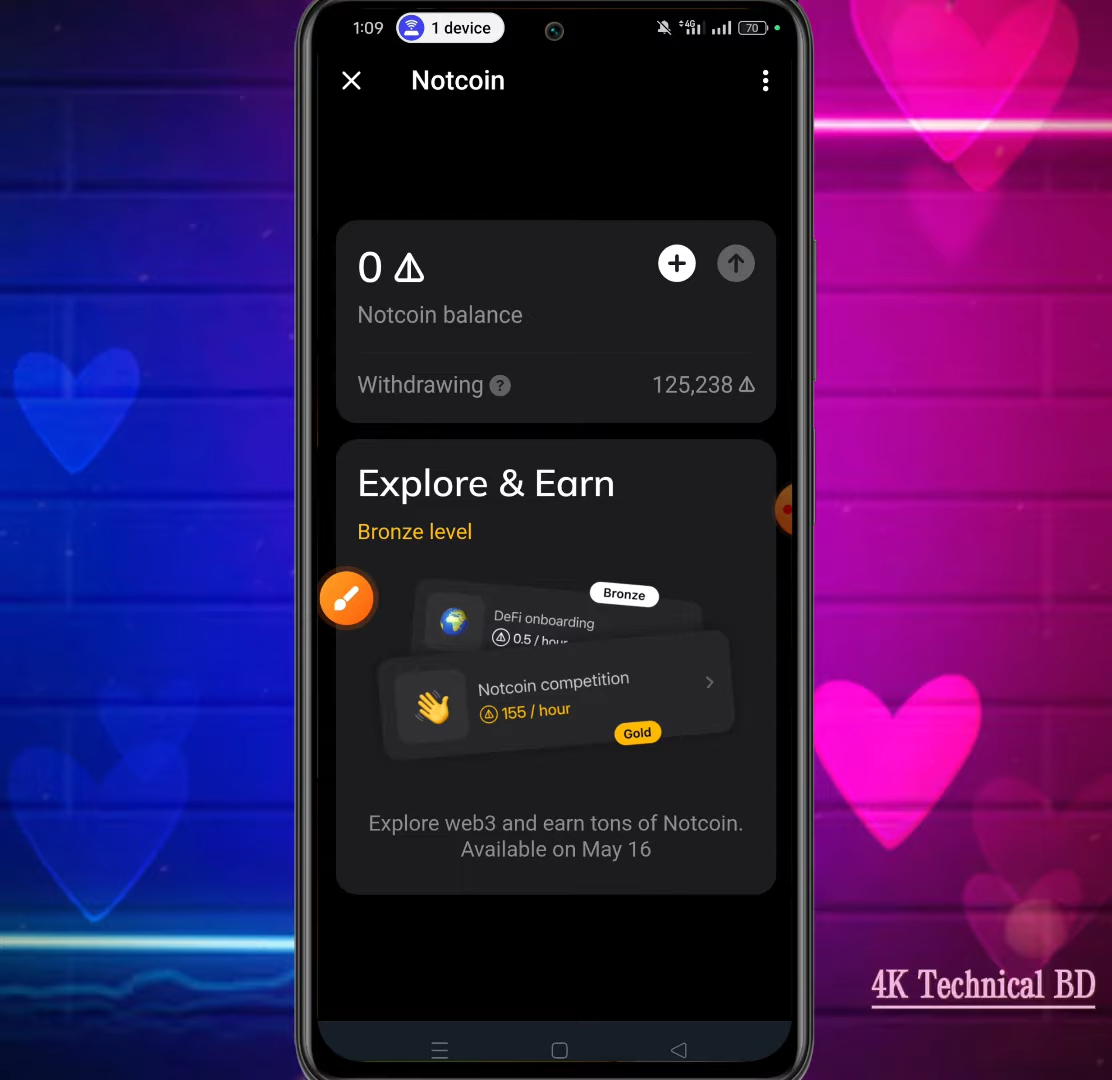 1:09 1 device 4G 70
Notcoin
0
Notcoin balance
Withdrawing ? 125,238
Explore & Earn
Bronze level
Bronze
DeFi onboarding
0.5 / hour
Notcoin competition
155 / hour
Gold
Explore web3 and earn tons of Notcoin.
Available on May 16
4K Technical BD